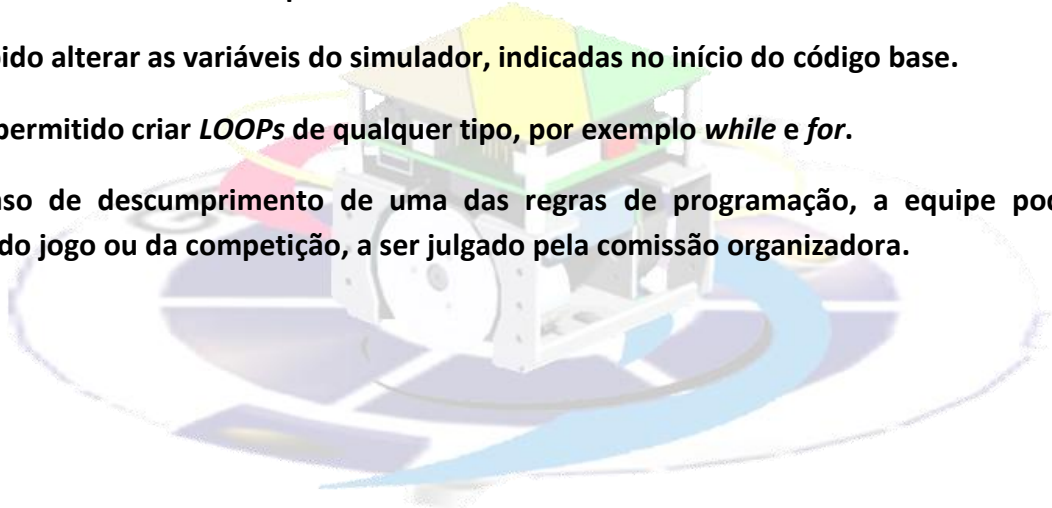 ido alterar as variáveis do simulador, indicadas no início do código base.
permitido criar LOOPs de qualquer tipo, por exemplo while e for.
so de descumprimento de uma das regras de programação, a equipe pod
do jogo ou da competição, a ser julgado pela comissão organizadora.